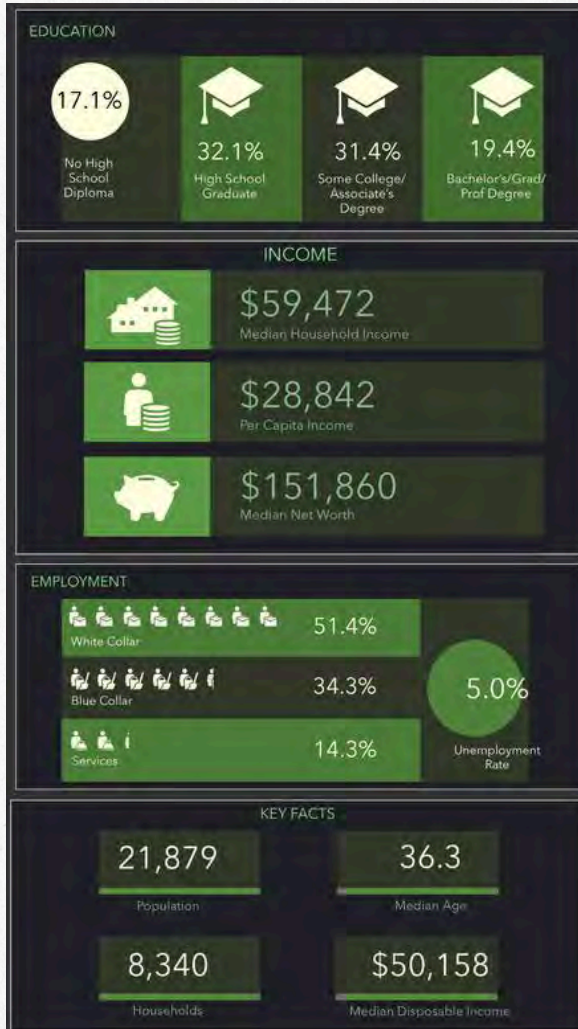 EDUCATION
17.1%
No High
School
Diploma
32.1%
High School
Graduate
31.4%
Some College/
Associate's
Degree
19.4%
Bachelor's/Grad/
Prof Degree
INCOME
$59,472
Median Household Income
$28,842
Per Capita Income
$151,860
Median Net Worth
EMPLOYMENT
White Collar
51.4%
Blue Collar
34.3%
Services
14.3%
5.0%
Unemployment
Rate
KEY FACTS
21,879
Population
36.3
Median Age
8,340
Households
$50,158
Median Disposable Income